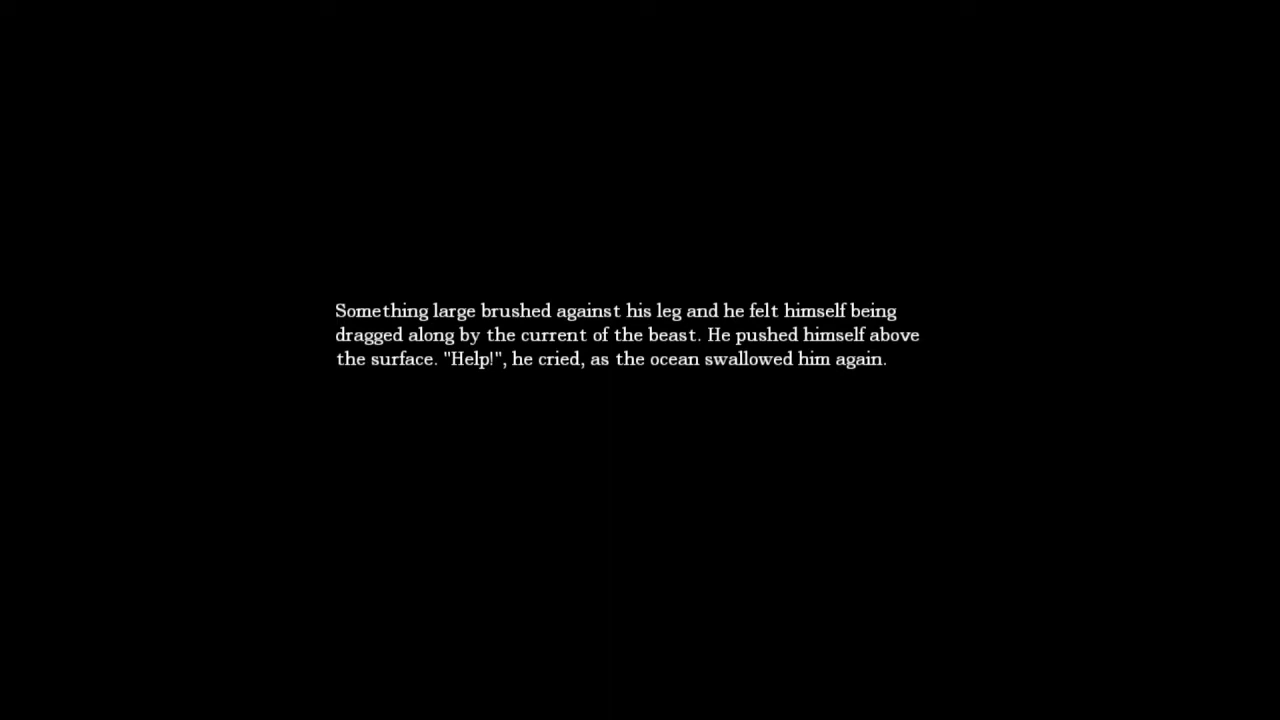 Something large brushed against his leg and he felt himself being
dragged along by the current of the beast. He pushed himself above
the surface. "Help!", he cried, as the ocean swallowed him again.